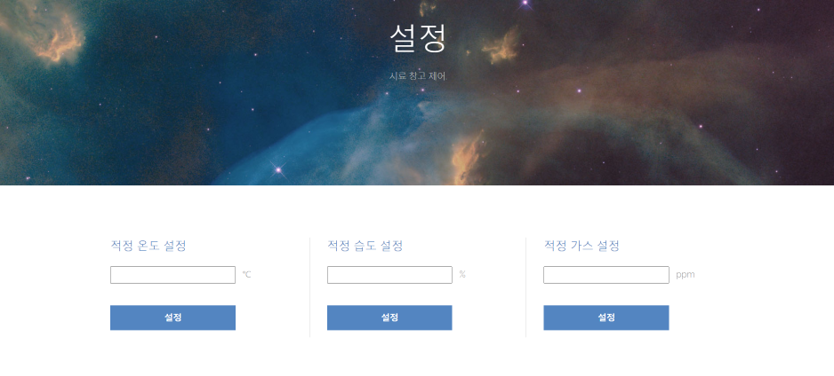 설정
시료 창고 제어
적정 온도 설정
℃
설정
적정 습도 설정
%
설정
적정 가스 설정
ppm
설정